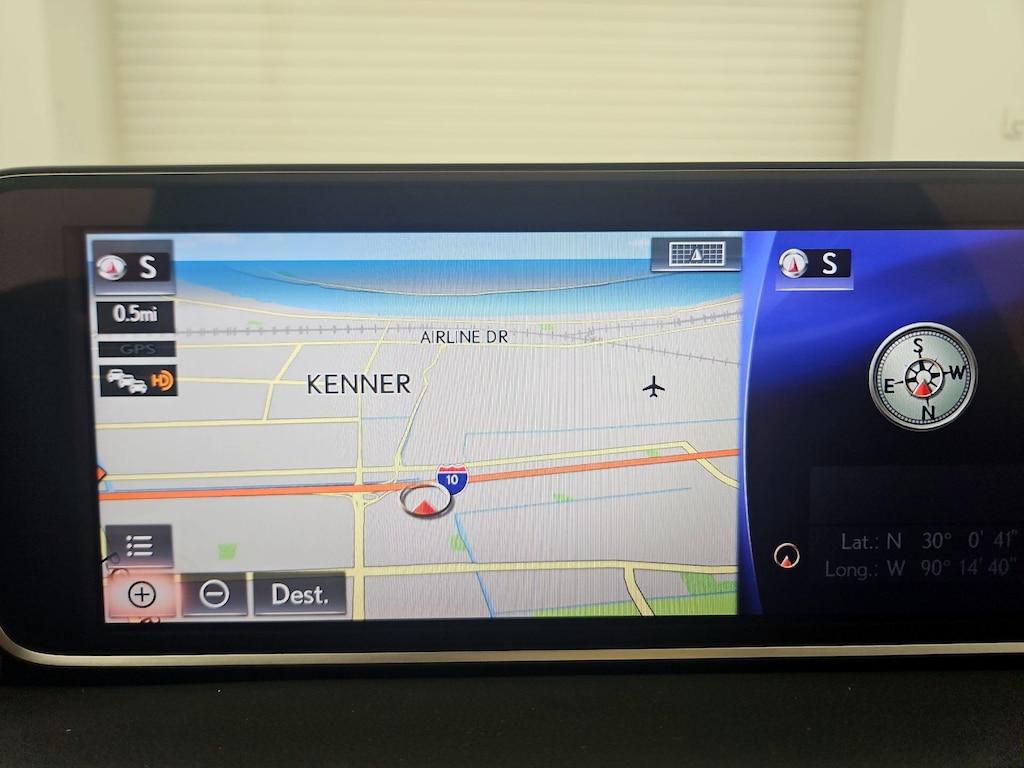 S
0.5mi
GPS
HD
AIRLINE DR
KENNER
10
Dest.
S
S
E W
N
Lat.: N 30° 0' 41"
Long.: W 90° 14' 40"